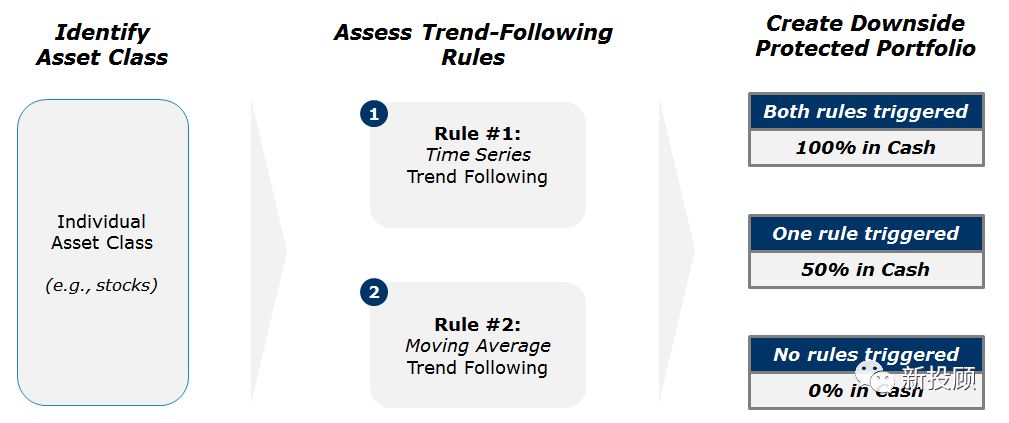 Identify
Asset Class
Individual
Asset Class
(e.g., stocks)
Assess Trend-Following
Rules
1
Rule #1:
Time Series
Trend Following
2
Rule #2:
Moving Average
Trend Following
Create Downside
Protected Portfolio
Both rules triggered
100% in Cash
One rule triggered
50% in Cash
No rules triggered
0% in Cash
新投顾